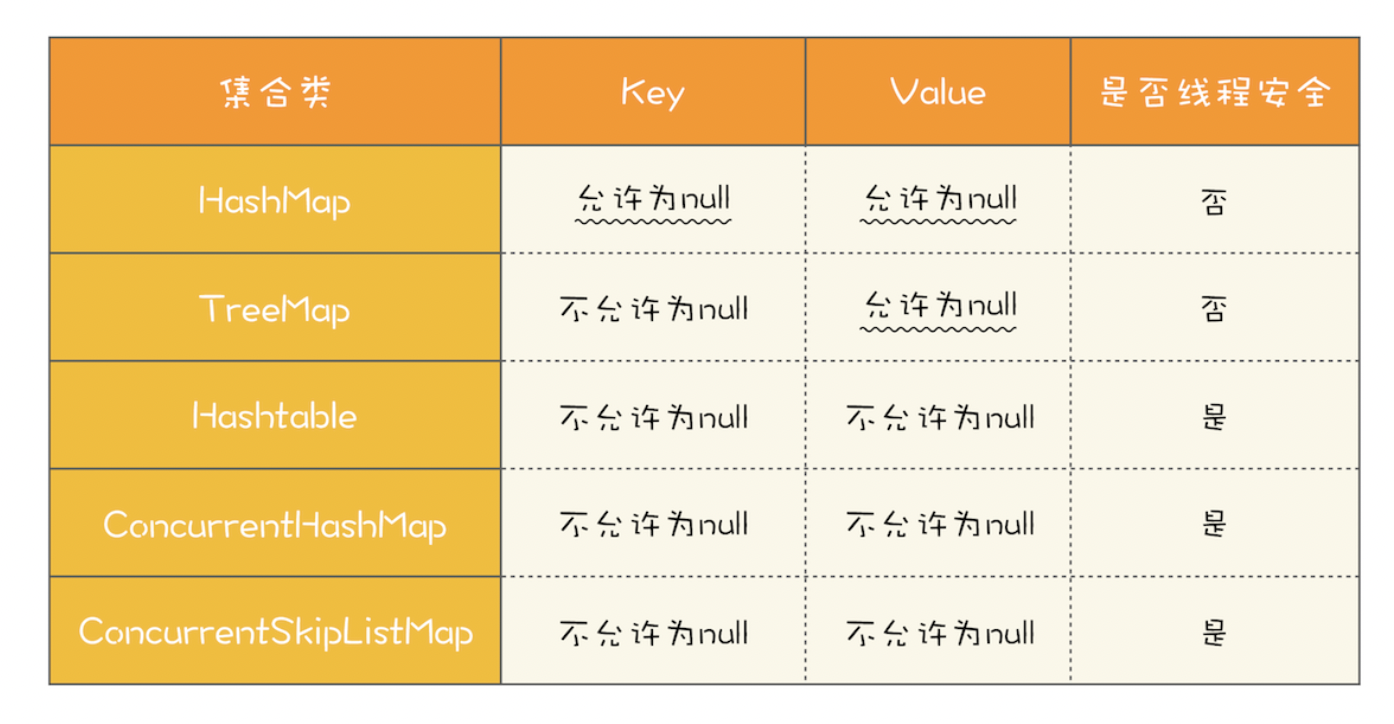 集合类 Key Value 是否线程安全
HashMap 允许为null 允许为null 否
TreeMap 不允许为null 允许为null 否
Hashtable 不允许为null 不允许为null 是
ConcurrentHashMap 不允许为null 不允许为null 是
ConcurrentSkipListMap 不允许为null 不允许为null 是